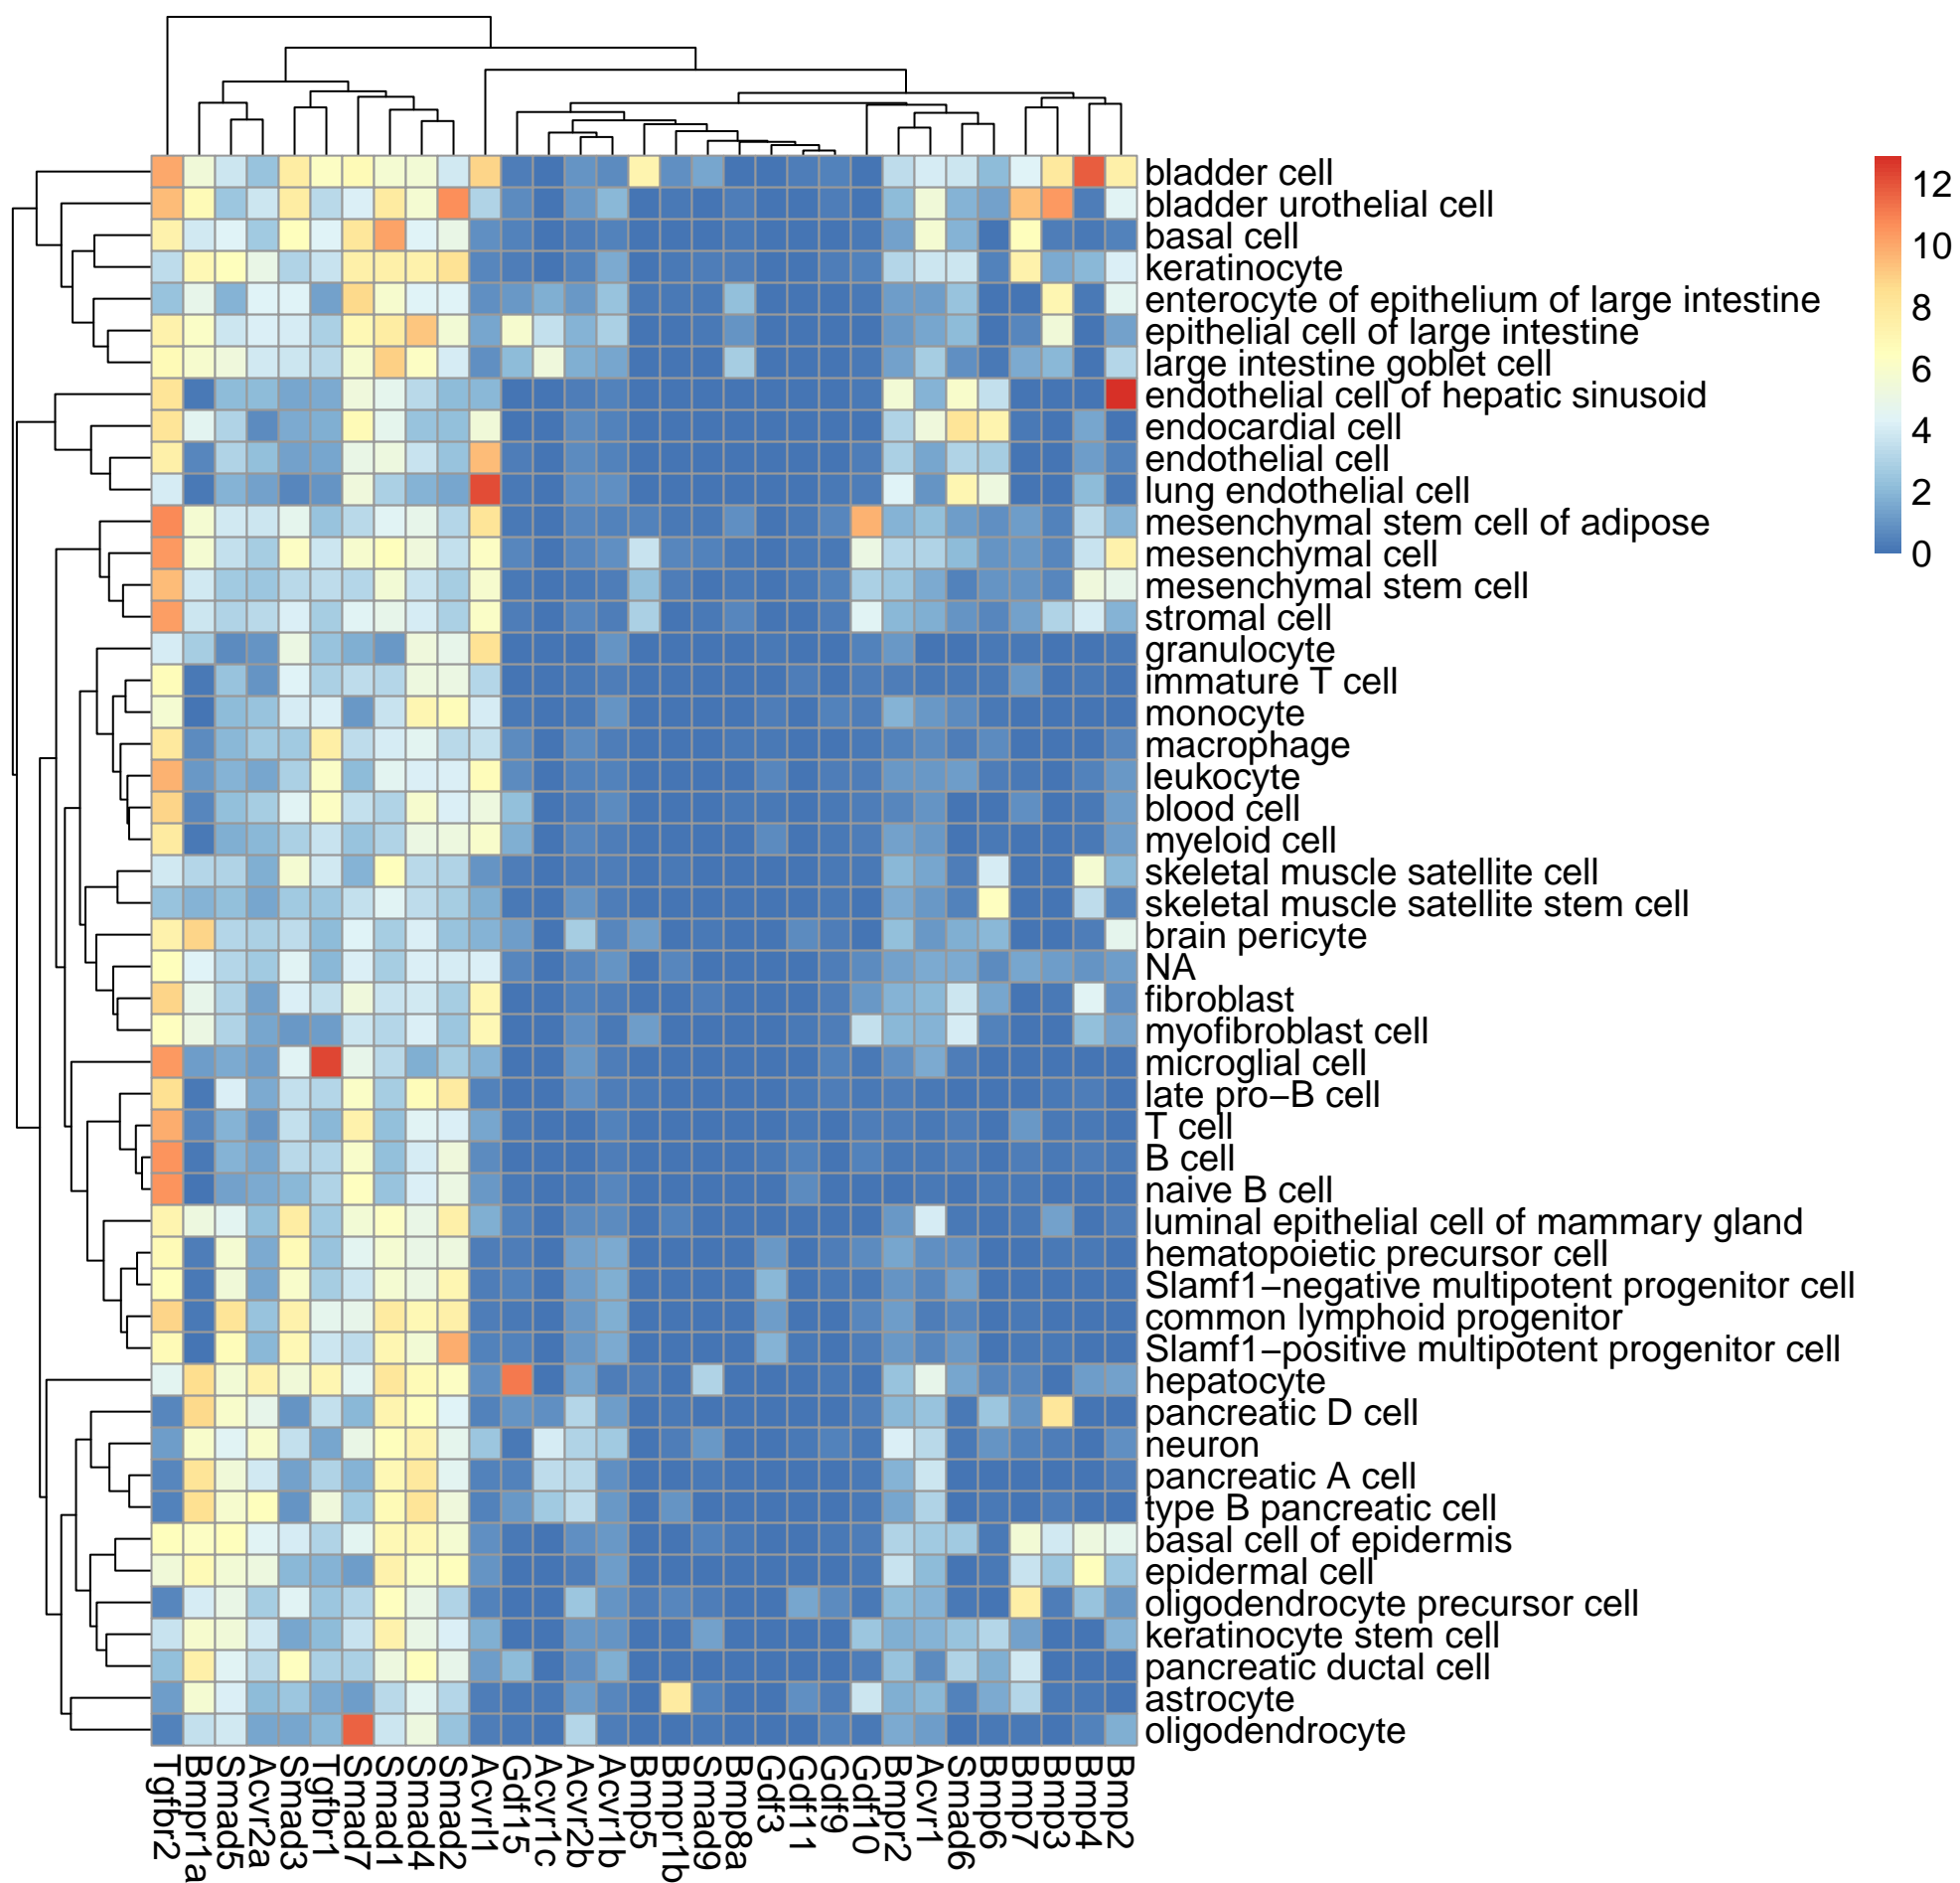 bladder cell
bladder urothelial cell
basal cell
keratinocyte
enterocyte of epithelium of large intestine
epithelial cell of large intestine
large intestine goblet cell
endothelial cell of hepatic sinusoid
endocardial cell
endothelial cell
lung endothelial cell
mesenchymal stem cell of adipose
mesenchymal cell
mesenchymal stem cell
stromal cell
granulocyte
immature T cell
monocyte
macrophage
leukocyte
blood cell
myeloid cell
skeletal muscle satellite cell
skeletal muscle satellite stem cell
brain pericyte
NA
fibroblast
myofibroblast cell
microglial cell
late pro−B cell
T cell
B cell
naive B cell
luminal epithelial cell of mammary gland
hematopoietic precursor cell
Slamf1−negative multipotent progenitor cell
common lymphoid progenitor
Slamf1−positive multipotent progenitor cell
hepatocyte
pancreatic D cell
neuron
pancreatic A cell
type B pancreatic cell
basal cell of epidermis
epidermal cell
oligodendrocyte precursor cell
keratinocyte stem cell
pancreatic ductal cell
astrocyte
oligodendrocyte
Tgfbr2
Bmpr1a
Smad5
Acvr2a
Smad3
Tgfbr1
Smad7
Smad1
Smad4
Smad2
Acvrl1
Gdf15
Acvr1c
Acvr2b
Acvr1b
Bmp5
Bmpr1b
Smad9
Bmp8a
Gdf3
Gdf11
Gdf9
Gdf10
Bmpr2
Acvr1
Smad6
Bmp6
Bmp7
Bmp3
Bmp4
Bmp2
12
10
8
6
4
2
0